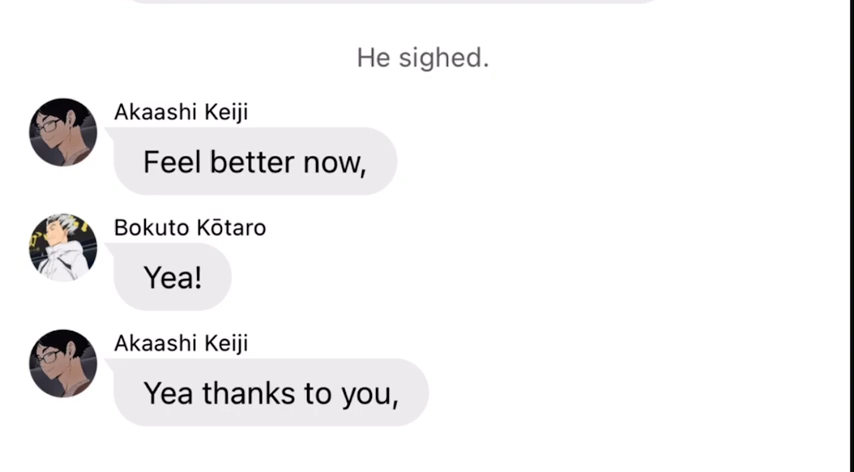 He sighed.
Akaashi Keiji
Feel better now,
Bokuto Kōtaro
Yea!
Akaashi Keiji
Yea thanks to you,